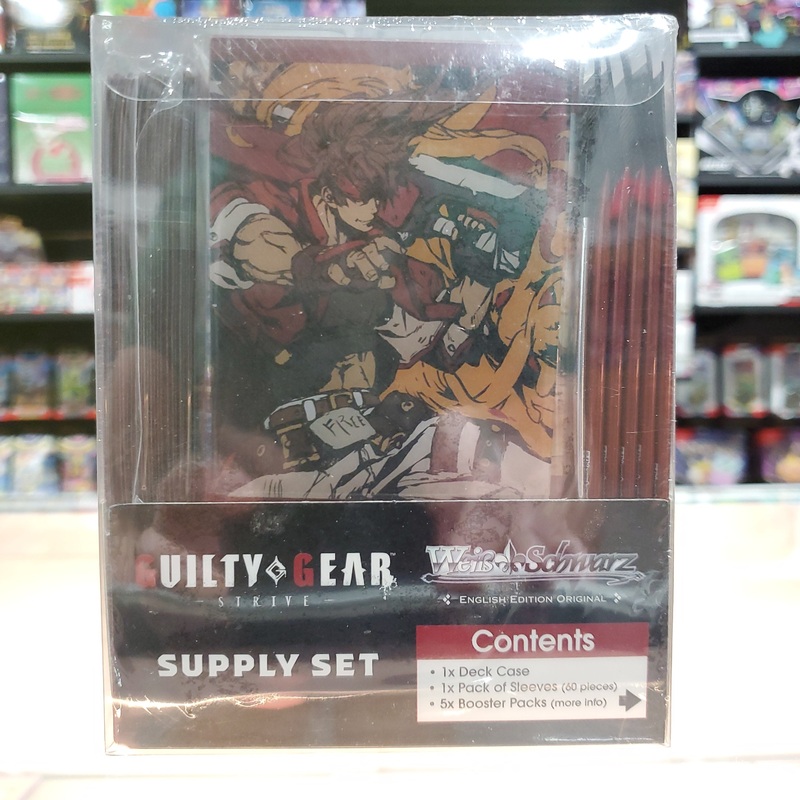 FREE
GUILTY GEAR™
STRIVE
Weiß Schwarz
ENGLISH EDITION ORIGINAL
SUPPLY SET
Contents
• 1x Deck Case
• 1x Pack of Sleeves (60 pieces)
• 5x Booster Packs (more info)